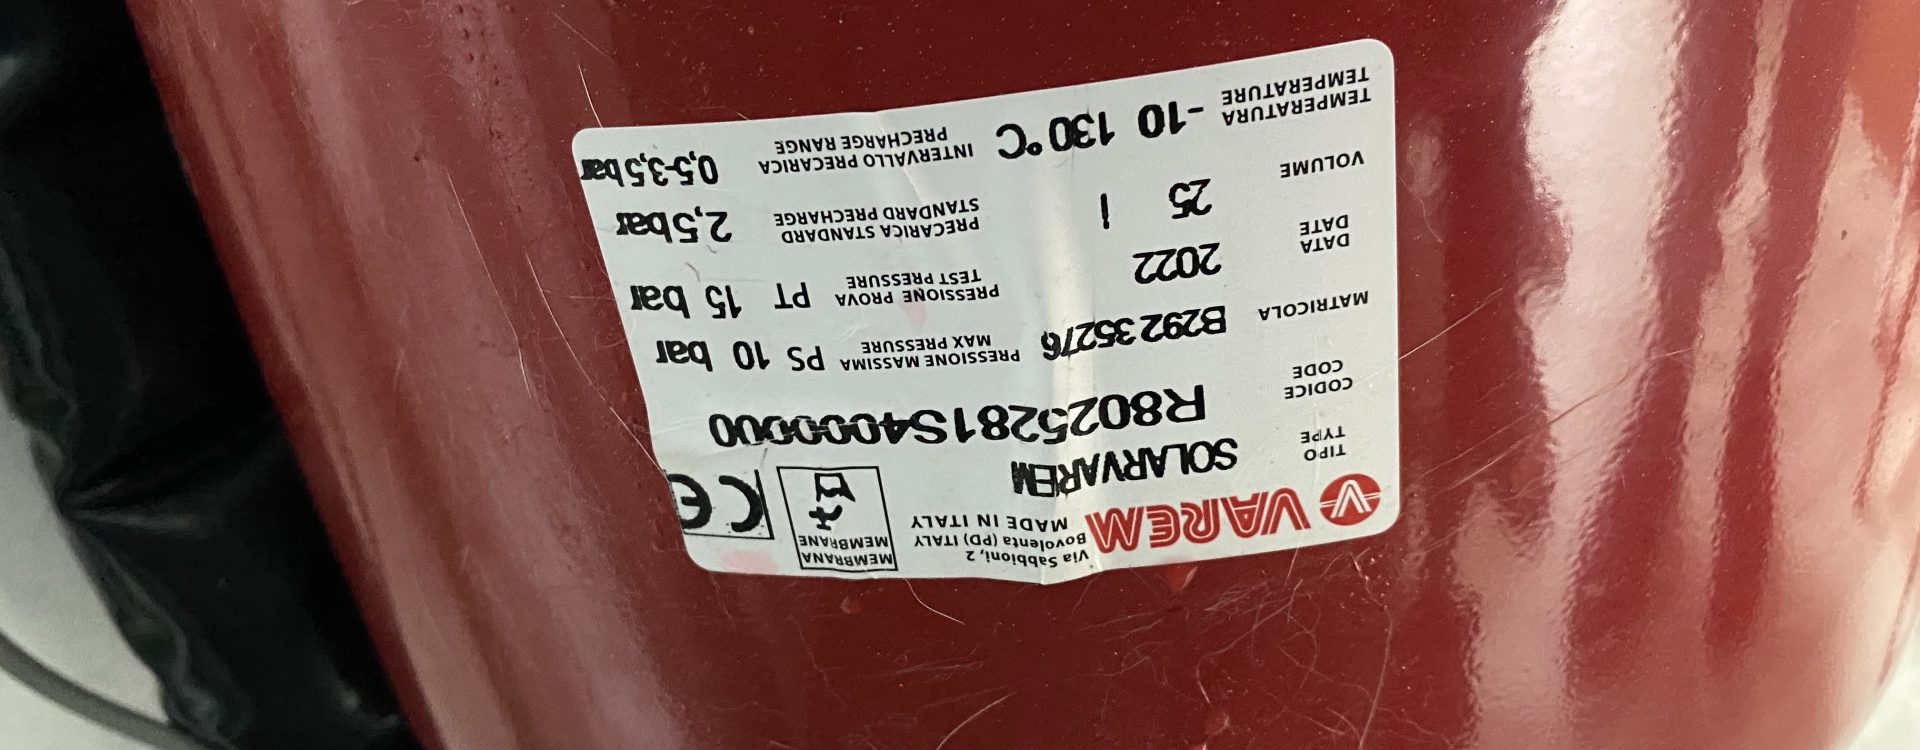 VAREM
Via Sabbioni, 2
Bovolenta (PD) ITALY
MADE IN ITALY
MEMBRANA
MEMBRANE
CE
TIPO
TYPE
SOLARVAREM
CODICE
CODE
R8025281S4000000
MATRICOLA
B292 35276
PRESSIONE MASSIMA
MAX PRESSURE
PS 10 bar
DATA
DATE
2022
PRESSIONE PROVA
TEST PRESSURE
PT 15 bar
VOLUME
25 l
PRECARICA STANDARD
STANDARD PRECHARGE
2,5 bar
TEMPERATURA
TEMPERATURE
-10 130 °C
INTERVALLO PRECARICA
PRECHARGE RANGE
0,5-3,5 bar